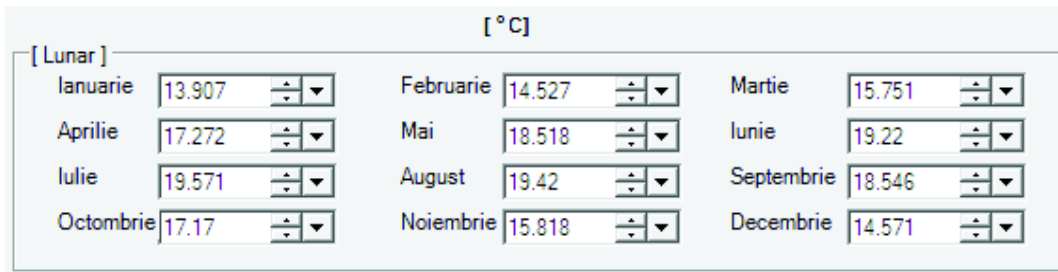 [°C]
[ Lunar ]
Ianuarie 13.907 Februarie 14.527 Martie 15.751
Aprilie 17.272 Mai 18.518 Iunie 19.22
Iulie 19.571 August 19.42 Septembrie 18.546
Octombrie 17.17 Noiembrie 15.818 Decembrie 14.571